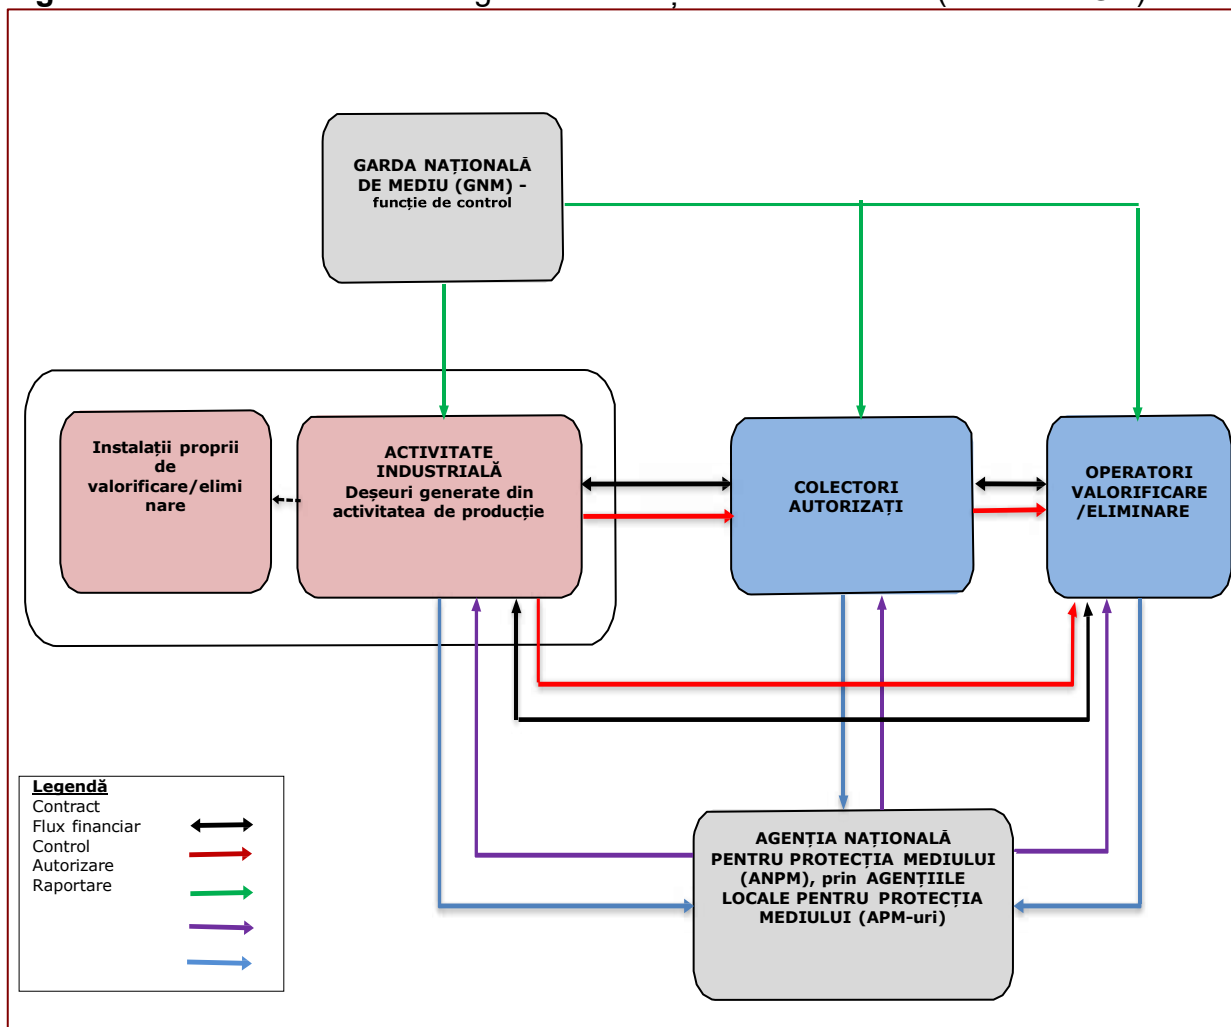 GARDA NAȚIONALĂ
DE MEDIU (GNM) -
funcție de control
Instalații proprii
de
valorificare/elimi
nare
ACTIVITATE
INDUSTRIALĂ
Deșeuri generate din
activitatea de producție
COLECTORI
AUTORIZAȚI
OPERATORI
VALORIFICARE
/ELIMINARE
Legendă
Contract
Flux financiar
Control
Autorizare
Raportare
AGENȚIA NAȚIONALĂ
PENTRU PROTECȚIA MEDIULUI
(ANPM), prin AGENȚIILE
LOCALE PENTRU PROTECȚIA
MEDIULUI (APM-uri)